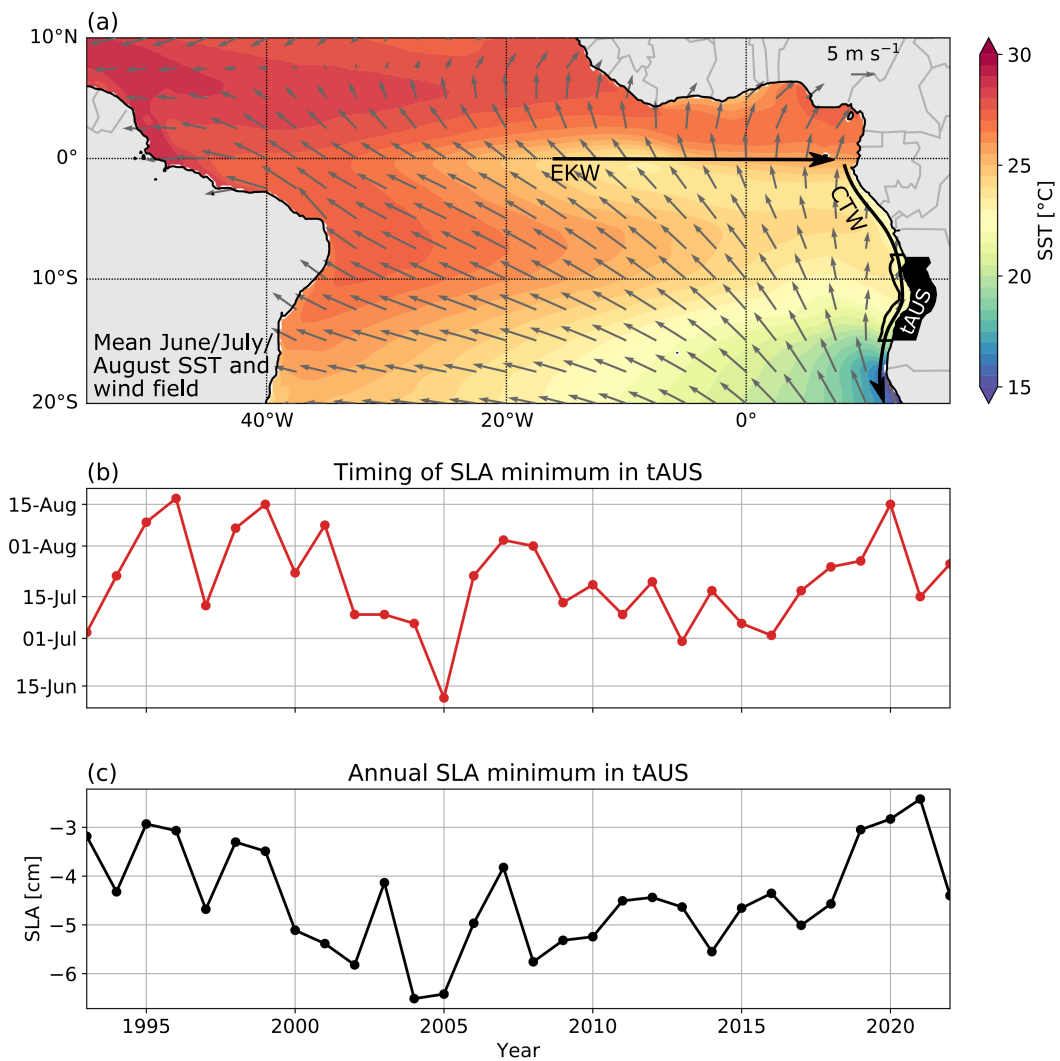 (a)
10°N
0°
10°S
20°S
5 m s⁻¹
EKW
CTW
tAUS
Mean June/July/
August SST and
wind field
40°W
20°W
0°
30
25
20
15
SST [°C]
(b)
Timing of SLA minimum in tAUS
15-Aug
01-Aug
15-Jul
01-Jul
15-Jun
(c)
Annual SLA minimum in tAUS
−3
−4
−5
−6
SLA [cm]
1995
2000
2005
2010
2015
2020
Year